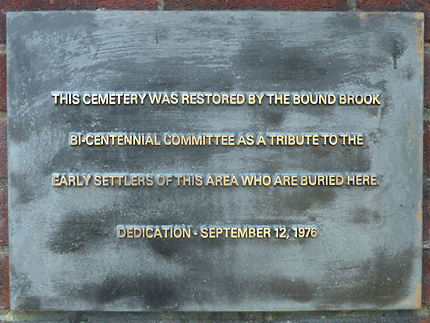 THIS CEMETERY WAS RESTORED BY THE BOUND BROOK
BI-CENTENNIAL COMMITTEE AS A TRIBUTE TO THE
EARLY SETTLERS OF THIS AREA WHO ARE BURIED HERE.
DEDICATION - SEPTEMBER 12, 1976